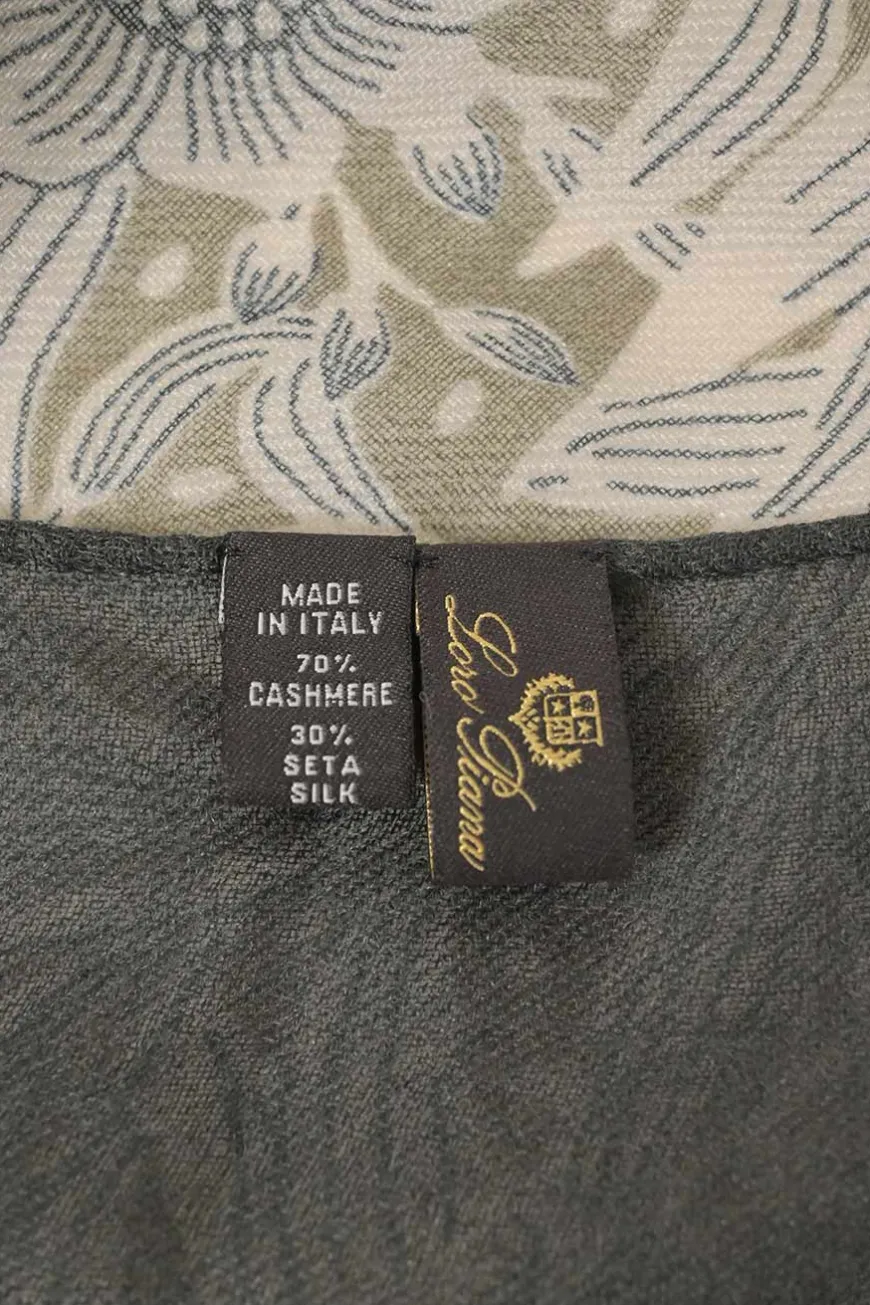 MADE
IN ITALY
70%
CASHMERE
30%
SETA
SILK
Loro Piana